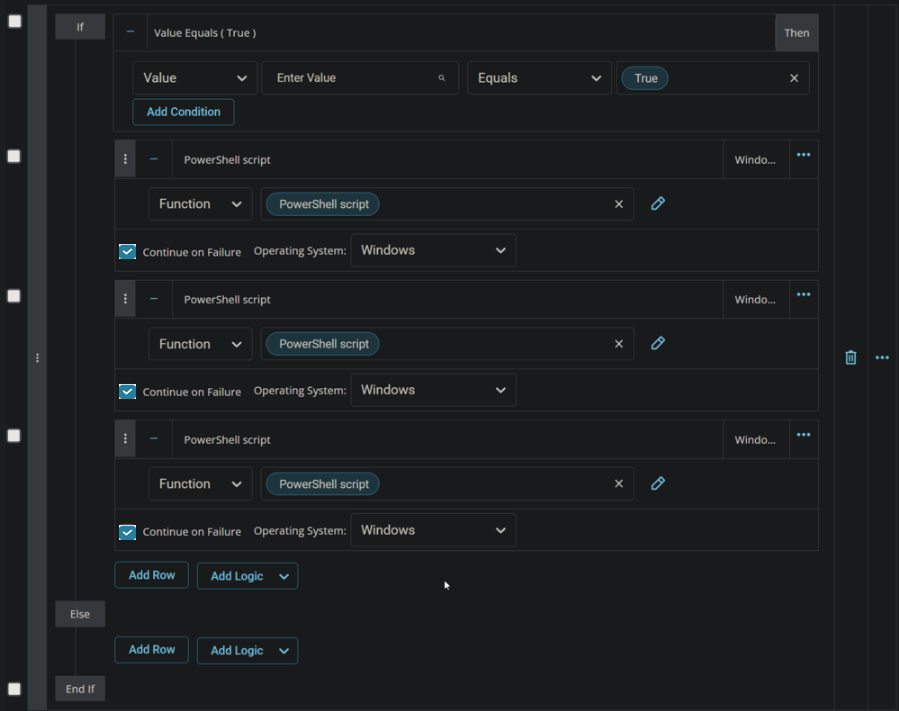 If
Value Equals ( True )
Then
Value
Enter Value
Equals
True
Add Condition
PowerShell script
Windo...
Function
PowerShell script
Continue on Failure
Operating System:
Windows
PowerShell script
Windo...
Function
PowerShell script
Continue on Failure
Operating System:
Windows
PowerShell script
Windo...
Function
PowerShell script
Continue on Failure
Operating System:
Windows
Add Row
Add Logic
Else
Add Row
Add Logic
End If